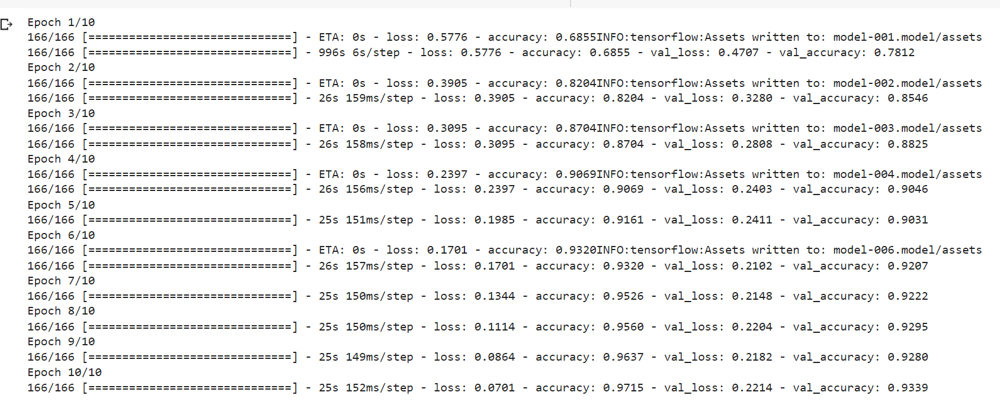 Epoch 1/10
166/166 [==============================] - ETA: 0s - loss: 0.5776 - accuracy: 0.6855INFO:tensorflow:Assets written to: model-001.model/assets
166/166 [==============================] - 996s 6s/step - loss: 0.5776 - accuracy: 0.6855 - val_loss: 0.4707 - val_accuracy: 0.7812
Epoch 2/10
166/166 [==============================] - ETA: 0s - loss: 0.3905 - accuracy: 0.8204INFO:tensorflow:Assets written to: model-002.model/assets
166/166 [==============================] - 26s 159ms/step - loss: 0.3905 - accuracy: 0.8204 - val_loss: 0.3280 - val_accuracy: 0.8546
Epoch 3/10
166/166 [==============================] - ETA: 0s - loss: 0.3095 - accuracy: 0.8704INFO:tensorflow:Assets written to: model-003.model/assets
166/166 [==============================] - 26s 158ms/step - loss: 0.3095 - accuracy: 0.8704 - val_loss: 0.2808 - val_accuracy: 0.8825
Epoch 4/10
166/166 [==============================] - ETA: 0s - loss: 0.2397 - accuracy: 0.9069INFO:tensorflow:Assets written to: model-004.model/assets
166/166 [==============================] - 26s 156ms/step - loss: 0.2397 - accuracy: 0.9069 - val_loss: 0.2403 - val_accuracy: 0.9046
Epoch 5/10
166/166 [==============================] - 25s 151ms/step - loss: 0.1985 - accuracy: 0.9161 - val_loss: 0.2411 - val_accuracy: 0.9031
Epoch 6/10
166/166 [==============================] - ETA: 0s - loss: 0.1701 - accuracy: 0.9320INFO:tensorflow:Assets written to: model-006.model/assets
166/166 [==============================] - 26s 157ms/step - loss: 0.1701 - accuracy: 0.9320 - val_loss: 0.2102 - val_accuracy: 0.9207
Epoch 7/10
166/166 [==============================] - 25s 150ms/step - loss: 0.1344 - accuracy: 0.9526 - val_loss: 0.2148 - val_accuracy: 0.9222
Epoch 8/10
166/166 [==============================] - 25s 150ms/step - loss: 0.1114 - accuracy: 0.9560 - val_loss: 0.2204 - val_accuracy: 0.9295
Epoch 9/10
166/166 [==============================] - 25s 149ms/step - loss: 0.0864 - accuracy: 0.9637 - val_loss: 0.2182 - val_accuracy: 0.9280
Epoch 10/10
166/166 [==============================] - 25s 152ms/step - loss: 0.0701 - accuracy: 0.9715 - val_loss: 0.2214 - val_accuracy: 0.9339